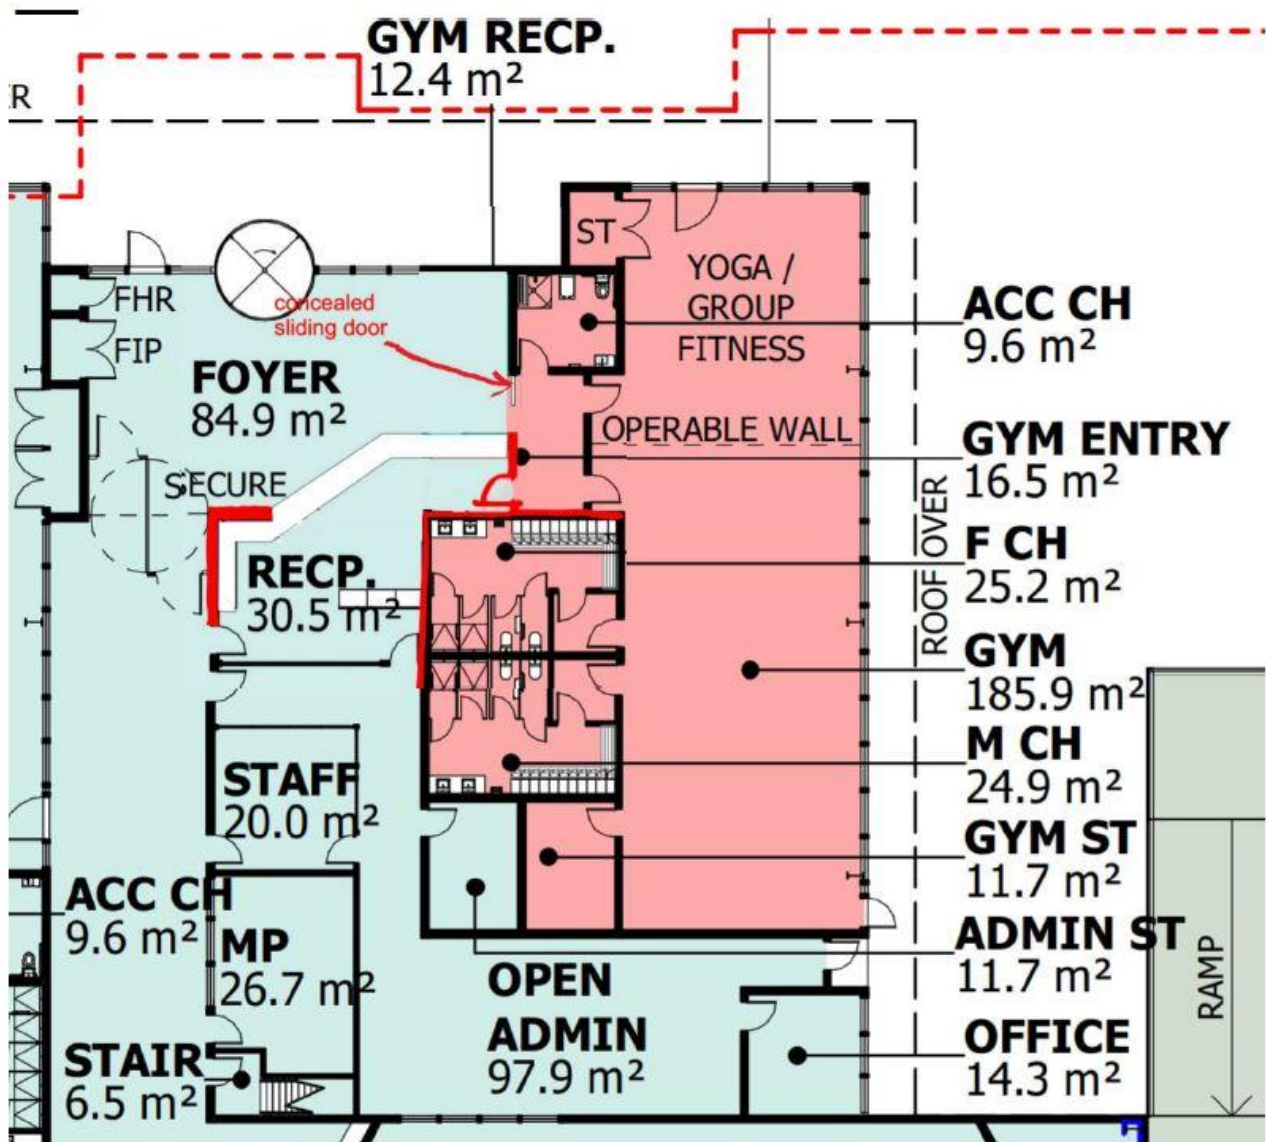 GYM RECP.
12.4 m²
ER
ST
YOGA /
GROUP
FITNESS
FHR
FIP
concealed
sliding door
FOYER
84.9 m²
SECURE
OPERABLE WALL
ACC CH
9.6 m²
GYM ENTRY
16.5 m²
RECP.
30.5 m²
F CH
25.2 m²
ROOF OVER
GYM
185.9 m²
M CH
24.9 m²
STAFF
20.0 m²
GYM ST
11.7 m²
ACC CH
9.6 m²
MP
26.7 m²
ADMIN ST
11.7 m²
OPEN
ADMIN
97.9 m²
OFFICE
14.3 m²
STAIR
6.5 m²
RAMP